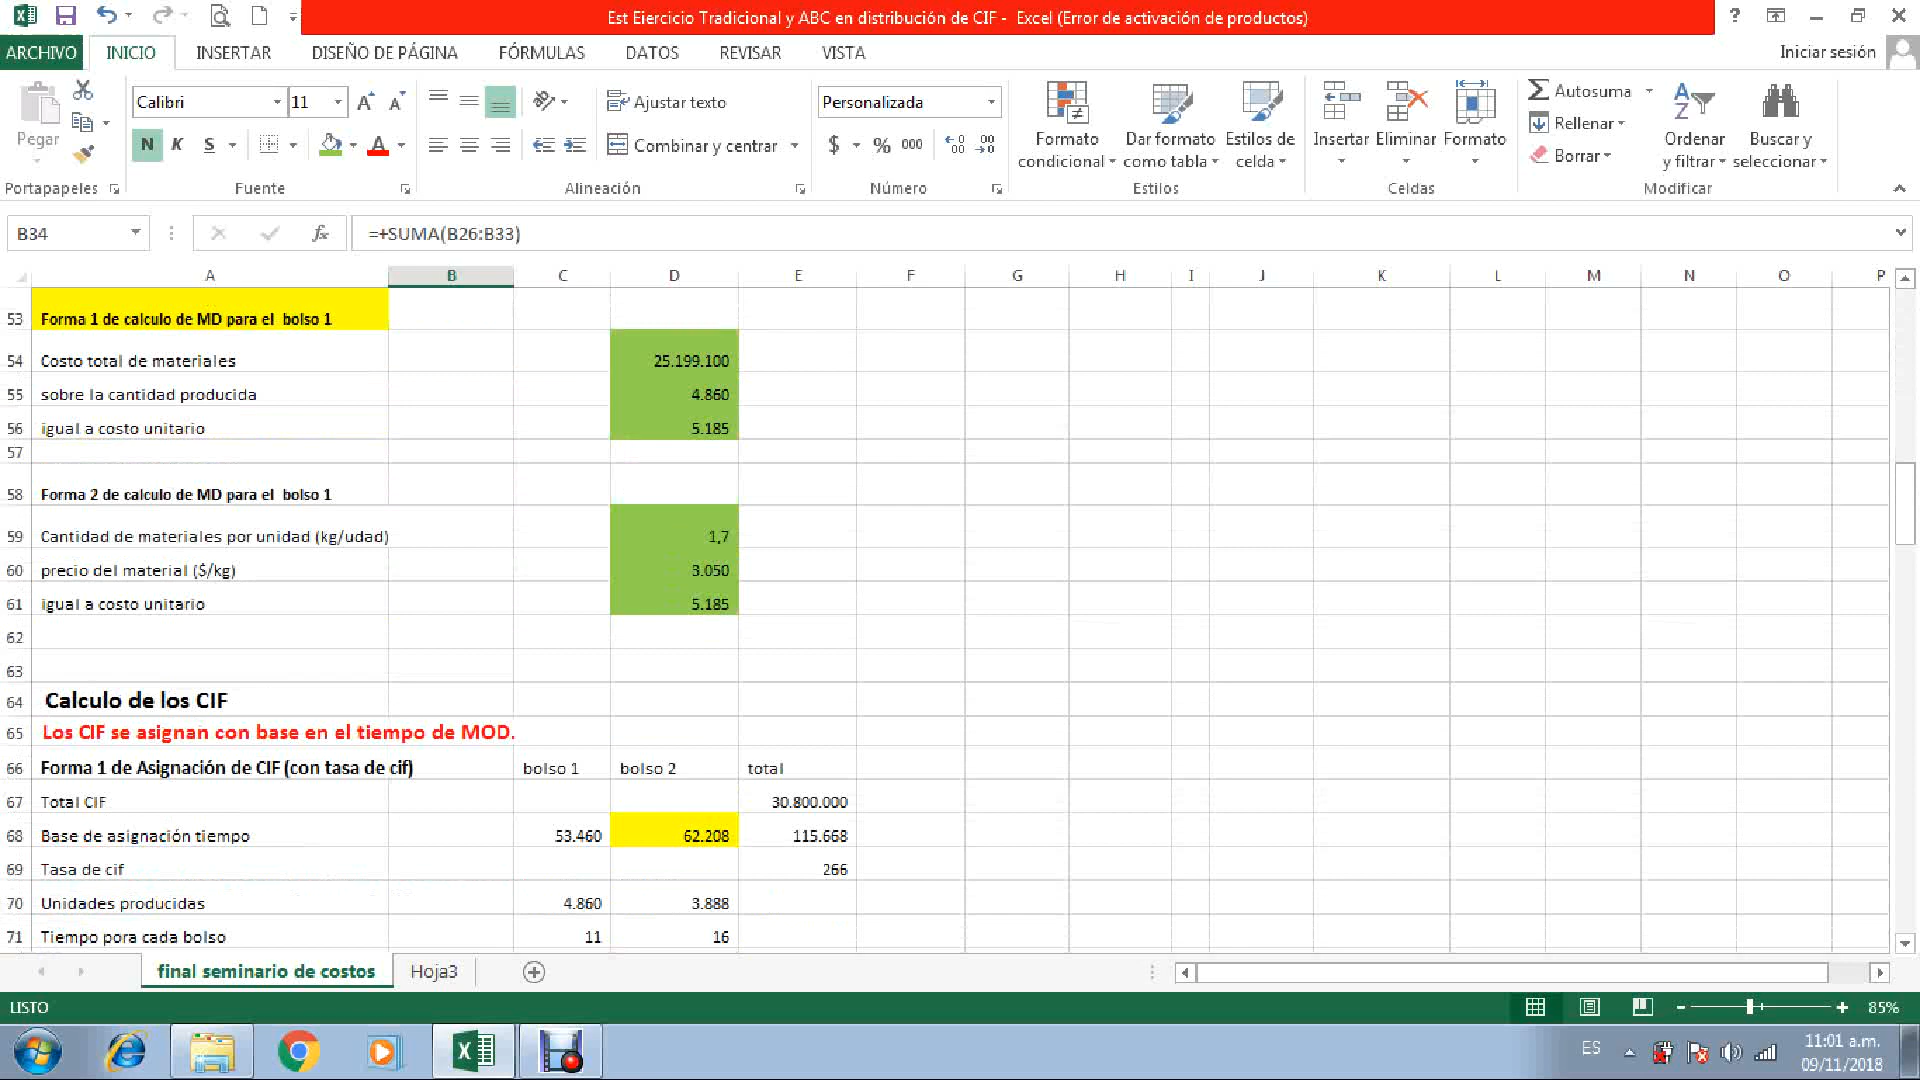 Est Ejercicio Tradicional y ABC en distribución de CIF - Excel (Error de activación de productos)
?
ARCHIVO INICIO INSERTAR DISEÑO DE PÁGINA FÓRMULAS DATOS REVISAR VISTA Iniciar sesión
Pegar
Portapapeles
Calibri 11
N K S
Fuente
Ajustar texto
Combinar y centrar
Alineación
Personalizada
$ % 000
Número
Formato condicional
Dar formato como tabla
Estilos de celda
Estilos
Insertar Eliminar Formato
Celdas
Autosuma
Rellenar
Borrar
Ordenar y filtrar
Buscar y seleccionar
Modificar
B34 fx =+SUMA(B26:B33)
A B C D E F G H I J K L M N O P
53 Forma 1 de calculo de MD para el bolso 1
54 Costo total de materiales 25.199.100
55 sobre la cantidad producida 4.860
56 igual a costo unitario 5.185
57
58 Forma 2 de calculo de MD para el bolso 1
59 Cantidad de materiales por unidad (kg/udad) 1,7
60 precio del material ($/kg) 3.050
61 igual a costo unitario 5.185
62
63
64 Calculo de los CIF
65 Los CIF se asignan con base en el tiempo de MOD.
66 Forma 1 de Asignación de CIF (con tasa de cif) bolso 1 bolso 2 total
67 Total CIF 30.800.000
68 Base de asignación tiempo 53.460 62.208 115.668
69 Tasa de cif 266
70 Unidades producidas 4.860 3.888
71 Tiempo pora cada bolso 11 16
final seminario de costos Hoja3
LISTO 85%
ES 11:01 a.m.
09/11/2018